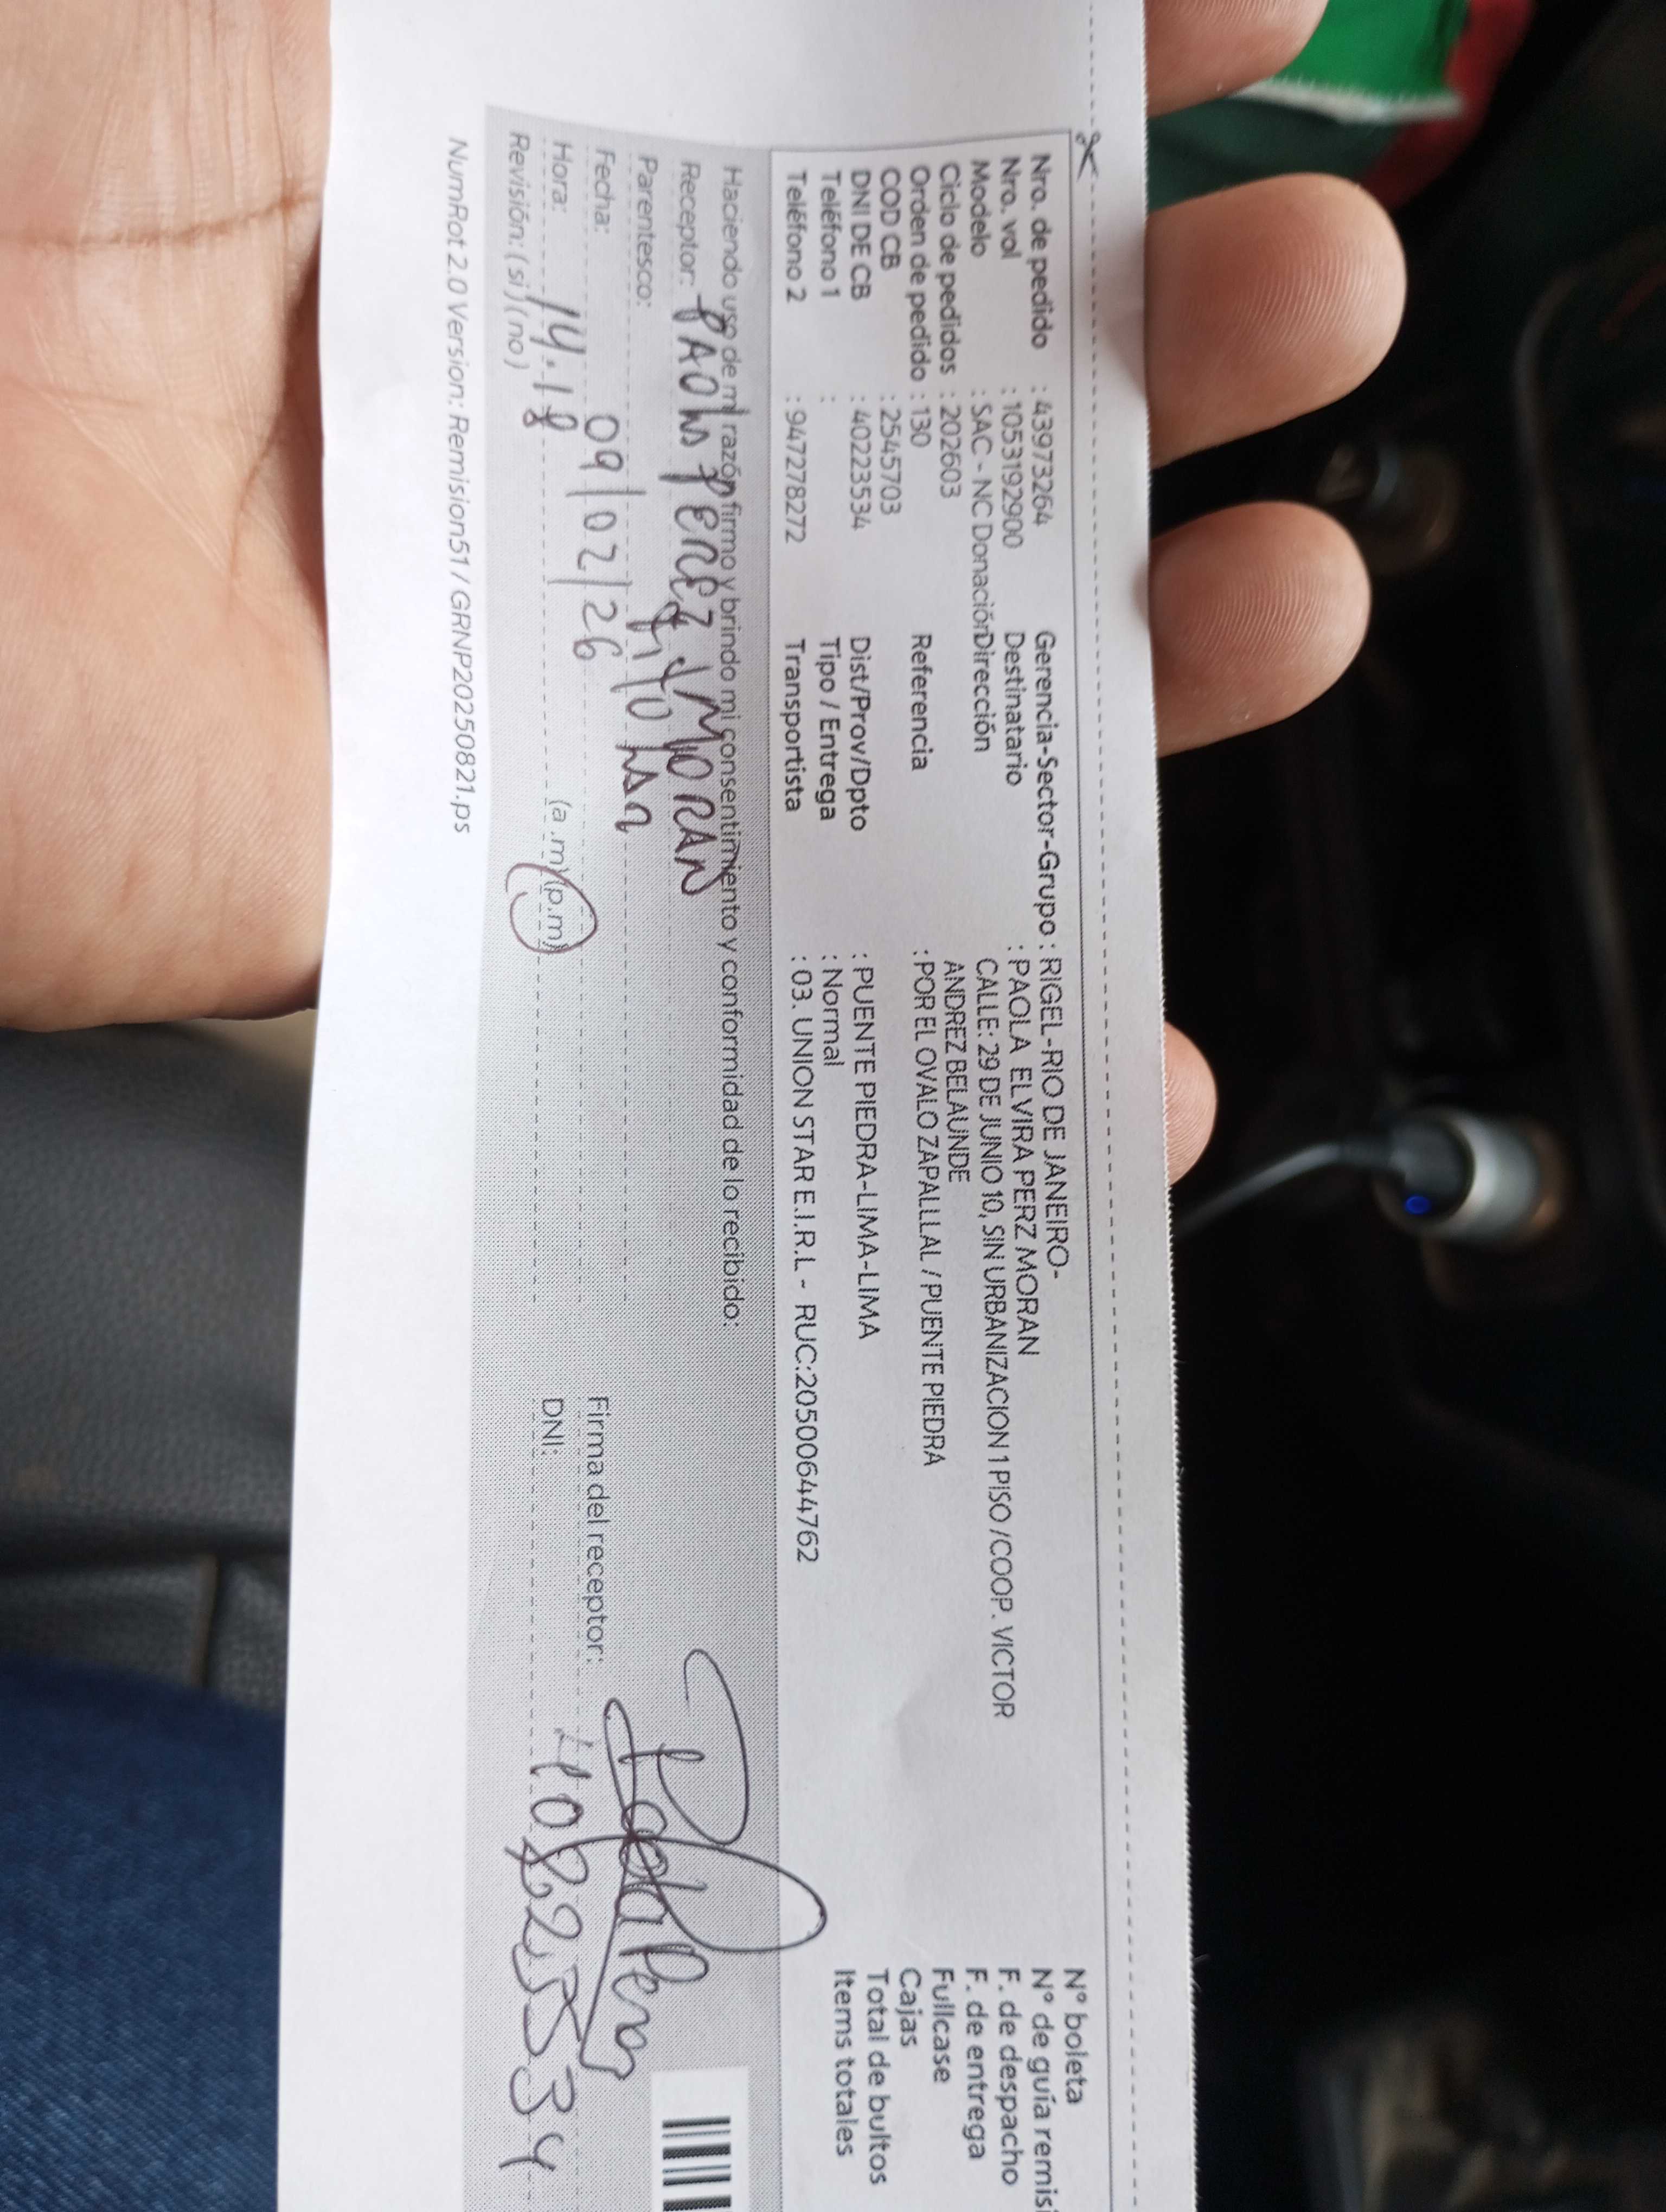 Nro. de pedido : 43973264
Nro. vol : 1053192900
Modelo : SAC - NC Donación
Ciclo de pedidos : 202603
Orden de pedido : 130
COD CB : 25445703
DNI DE CB : 40223534
Teléfono 1 :
Teléfono 2 : 947278272
Gerencia-Sector-Grupo : RIGEL-RIO DE JANEIRO-
Destinatario : PAOLA ELVIRA PERZ MORAN
Dirección CALLE: 29 DE JUNIO 10, SIN URBANIZACION 1 PISO /COOP. VICTOR
ANDREZ BELAUNDE
Referencia : POR EL OVALO ZAPALLLAL / PUENTE PIEDRA
Dist/Prov/Dpto : PUENTE PIEDRA-LIMA-LIMA
Tipo / Entrega : Normal
Transportista : 03. UNION STAR E.I.R.L - RUC:20500644762
N° boleta
N° de guía remisi
F. de despacho
F. de entrega
Fullcase
Cajas
Total de bultos
Items totales
Haciendo uso de mi razón firmo y brindo mi consentimiento y conformidad de lo recibido:
Receptor: PEREZ MORAN
Parentesco:
Fecha: 09/02/26
Hora: 14.18 (a .m) (p.m)
Revisión: ( si ) ( no )
Firma del receptor:
DNI:
NumRot 2.0 Version: Remision51 / GRNP20250821.ps